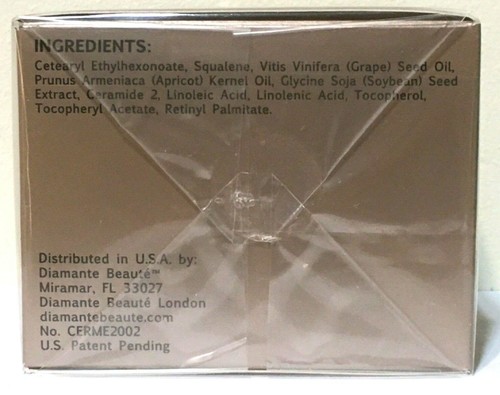 INGREDIENTS:
Cetearyl Ethylhexonoate, Squalene, Vitis Vinifera (Grape) Seed Oil,
Prunus Armeniaca (Apricot) Kernel Oil, Glycine Soja (Soybean) Seed
Extract, Ceramide 2, Linoleic Acid, Linolenic Acid, Tocopherol,
Tocopheryl Acetate, Retinyl Palmitate.
Distributed in U.S.A. by:
Diamante Beauté™
Miramar, FL 33027
Diamante Beauté London
diamantebeaute.com
No. CERME2002
U.S. Patent Pending